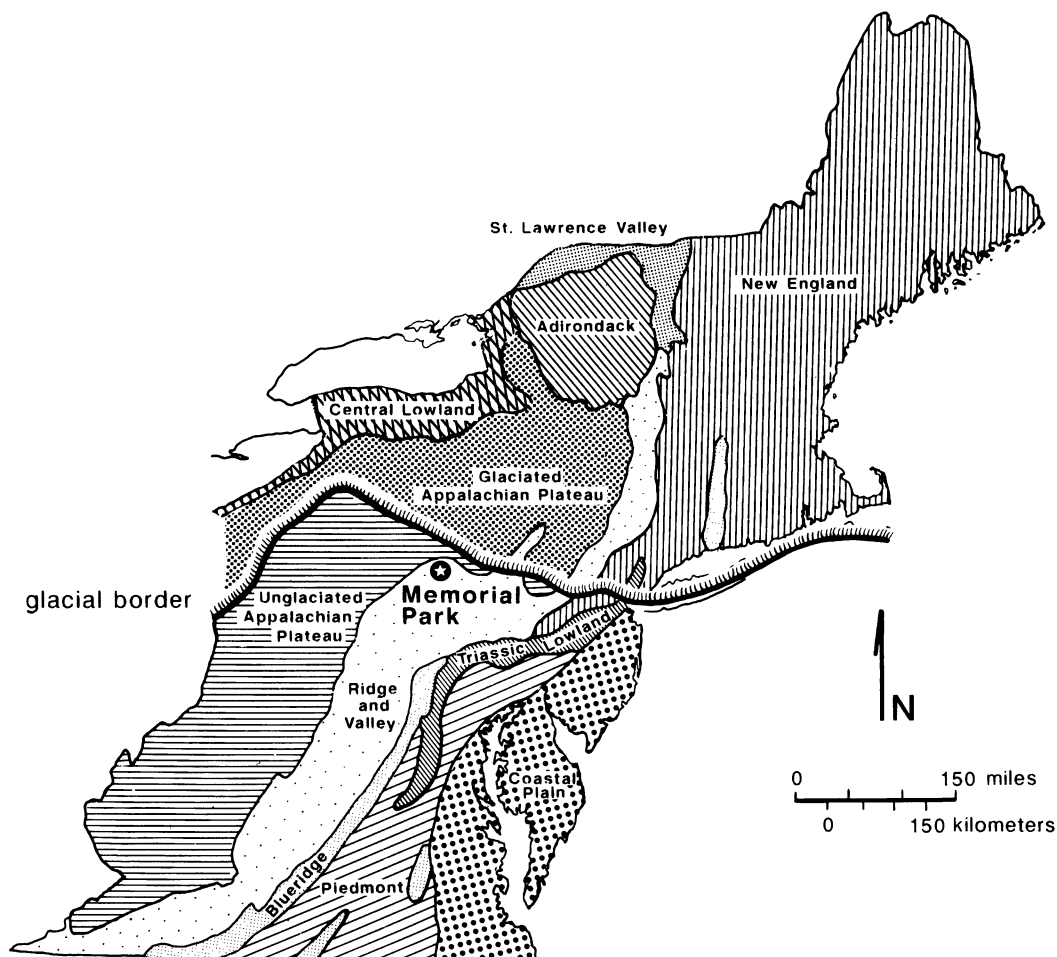 St. Lawrence Valley
New England
Adirondack
Central Lowland
Glaciated
Appalachian Plateau
glacial border
Unglaciated
Appalachian
Plateau
Memorial
Park
Triassic Lowland
Ridge
and
Valley
N
Coastal
Plain
0 150 miles
0 150 kilometers
Blueridge
Piedmont